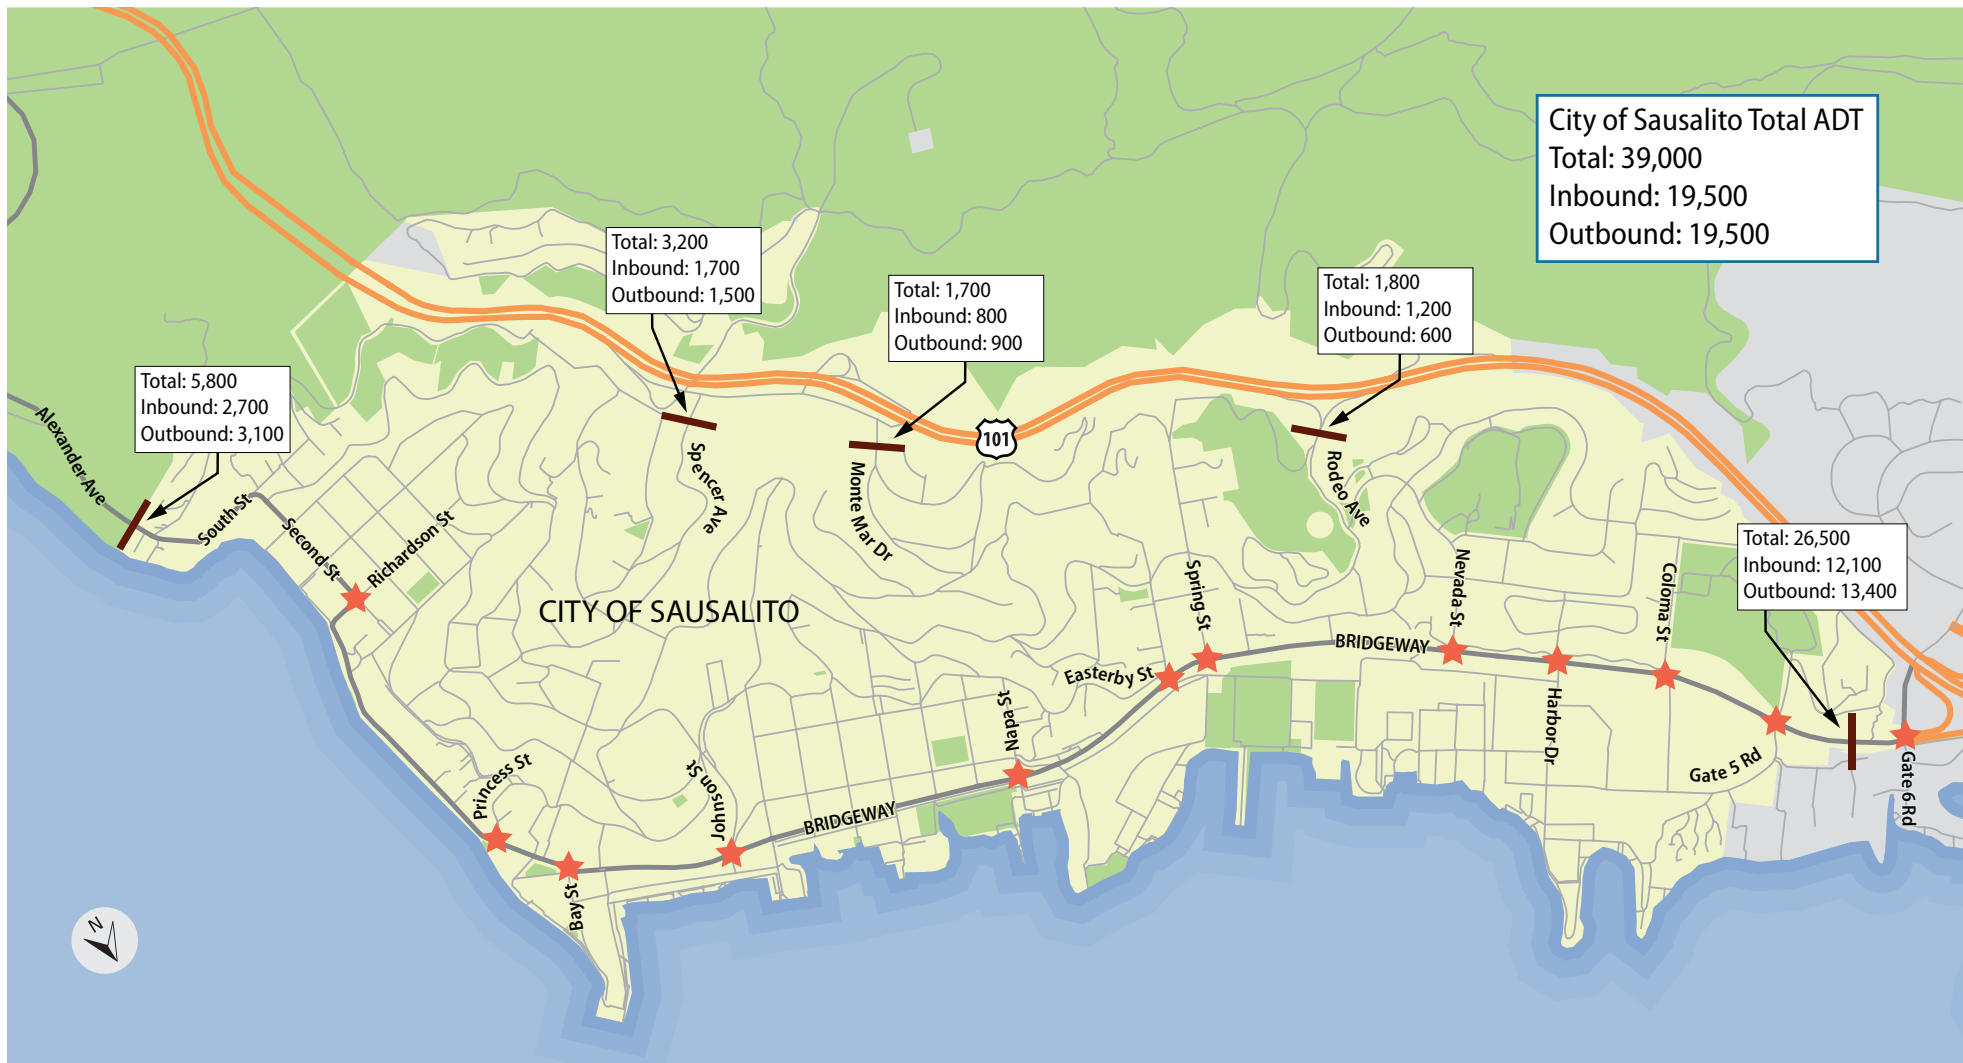 City of Sausalito Total ADT
Total: 39,000
Inbound: 19,500
Outbound: 19,500
Total: 3,200
Inbound: 1,700
Outbound: 1,500
Total: 1,700
Inbound: 800
Outbound: 900
Total: 1,800
Inbound: 1,200
Outbound: 600
Total: 5,800
Inbound: 2,700
Outbound: 3,100
Total: 26,500
Inbound: 12,100
Outbound: 13,400
101
Alexander Ave
South St
Second St
Richardson St
Spencer Ave
Monte Mar Dr
Rodeo Ave
CITY OF SAUSALITO
Spring St
Nevada St
Coloma St
BRIDGEWAY
Easterby St
Napa St
Harbor Dr
Gate 5 Rd
Gate 6 Rd
Princess St
Johnson St
BRIDGEWAY
Bay St
N